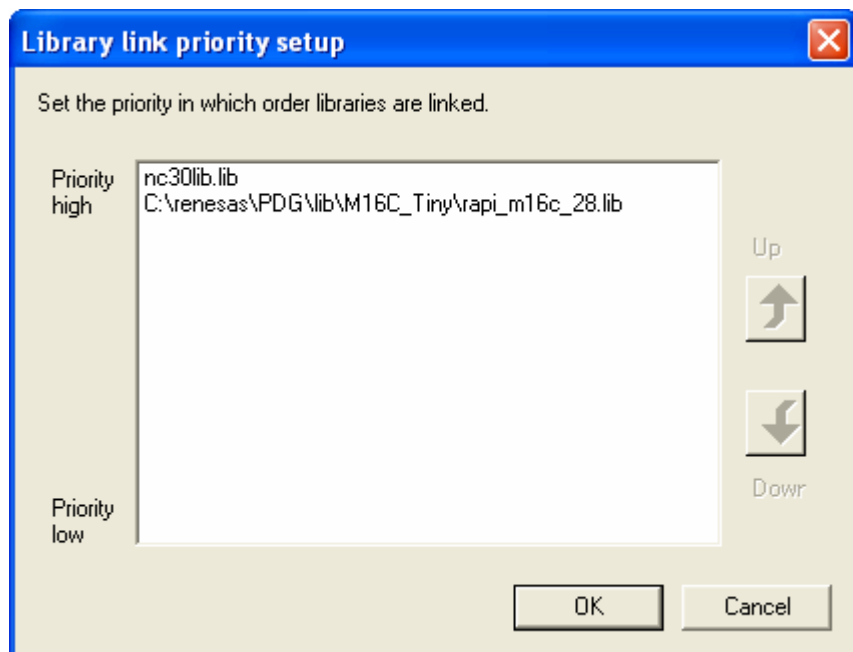 Library link priority setup
Set the priority in which order libraries are linked.
Priority
high
nc30lib.lib
C:\renesas\PDG\lib\M16C_Tiny\rapi_m16c_28.lib
Up
Dowr
Priority
low
OK
Cancel